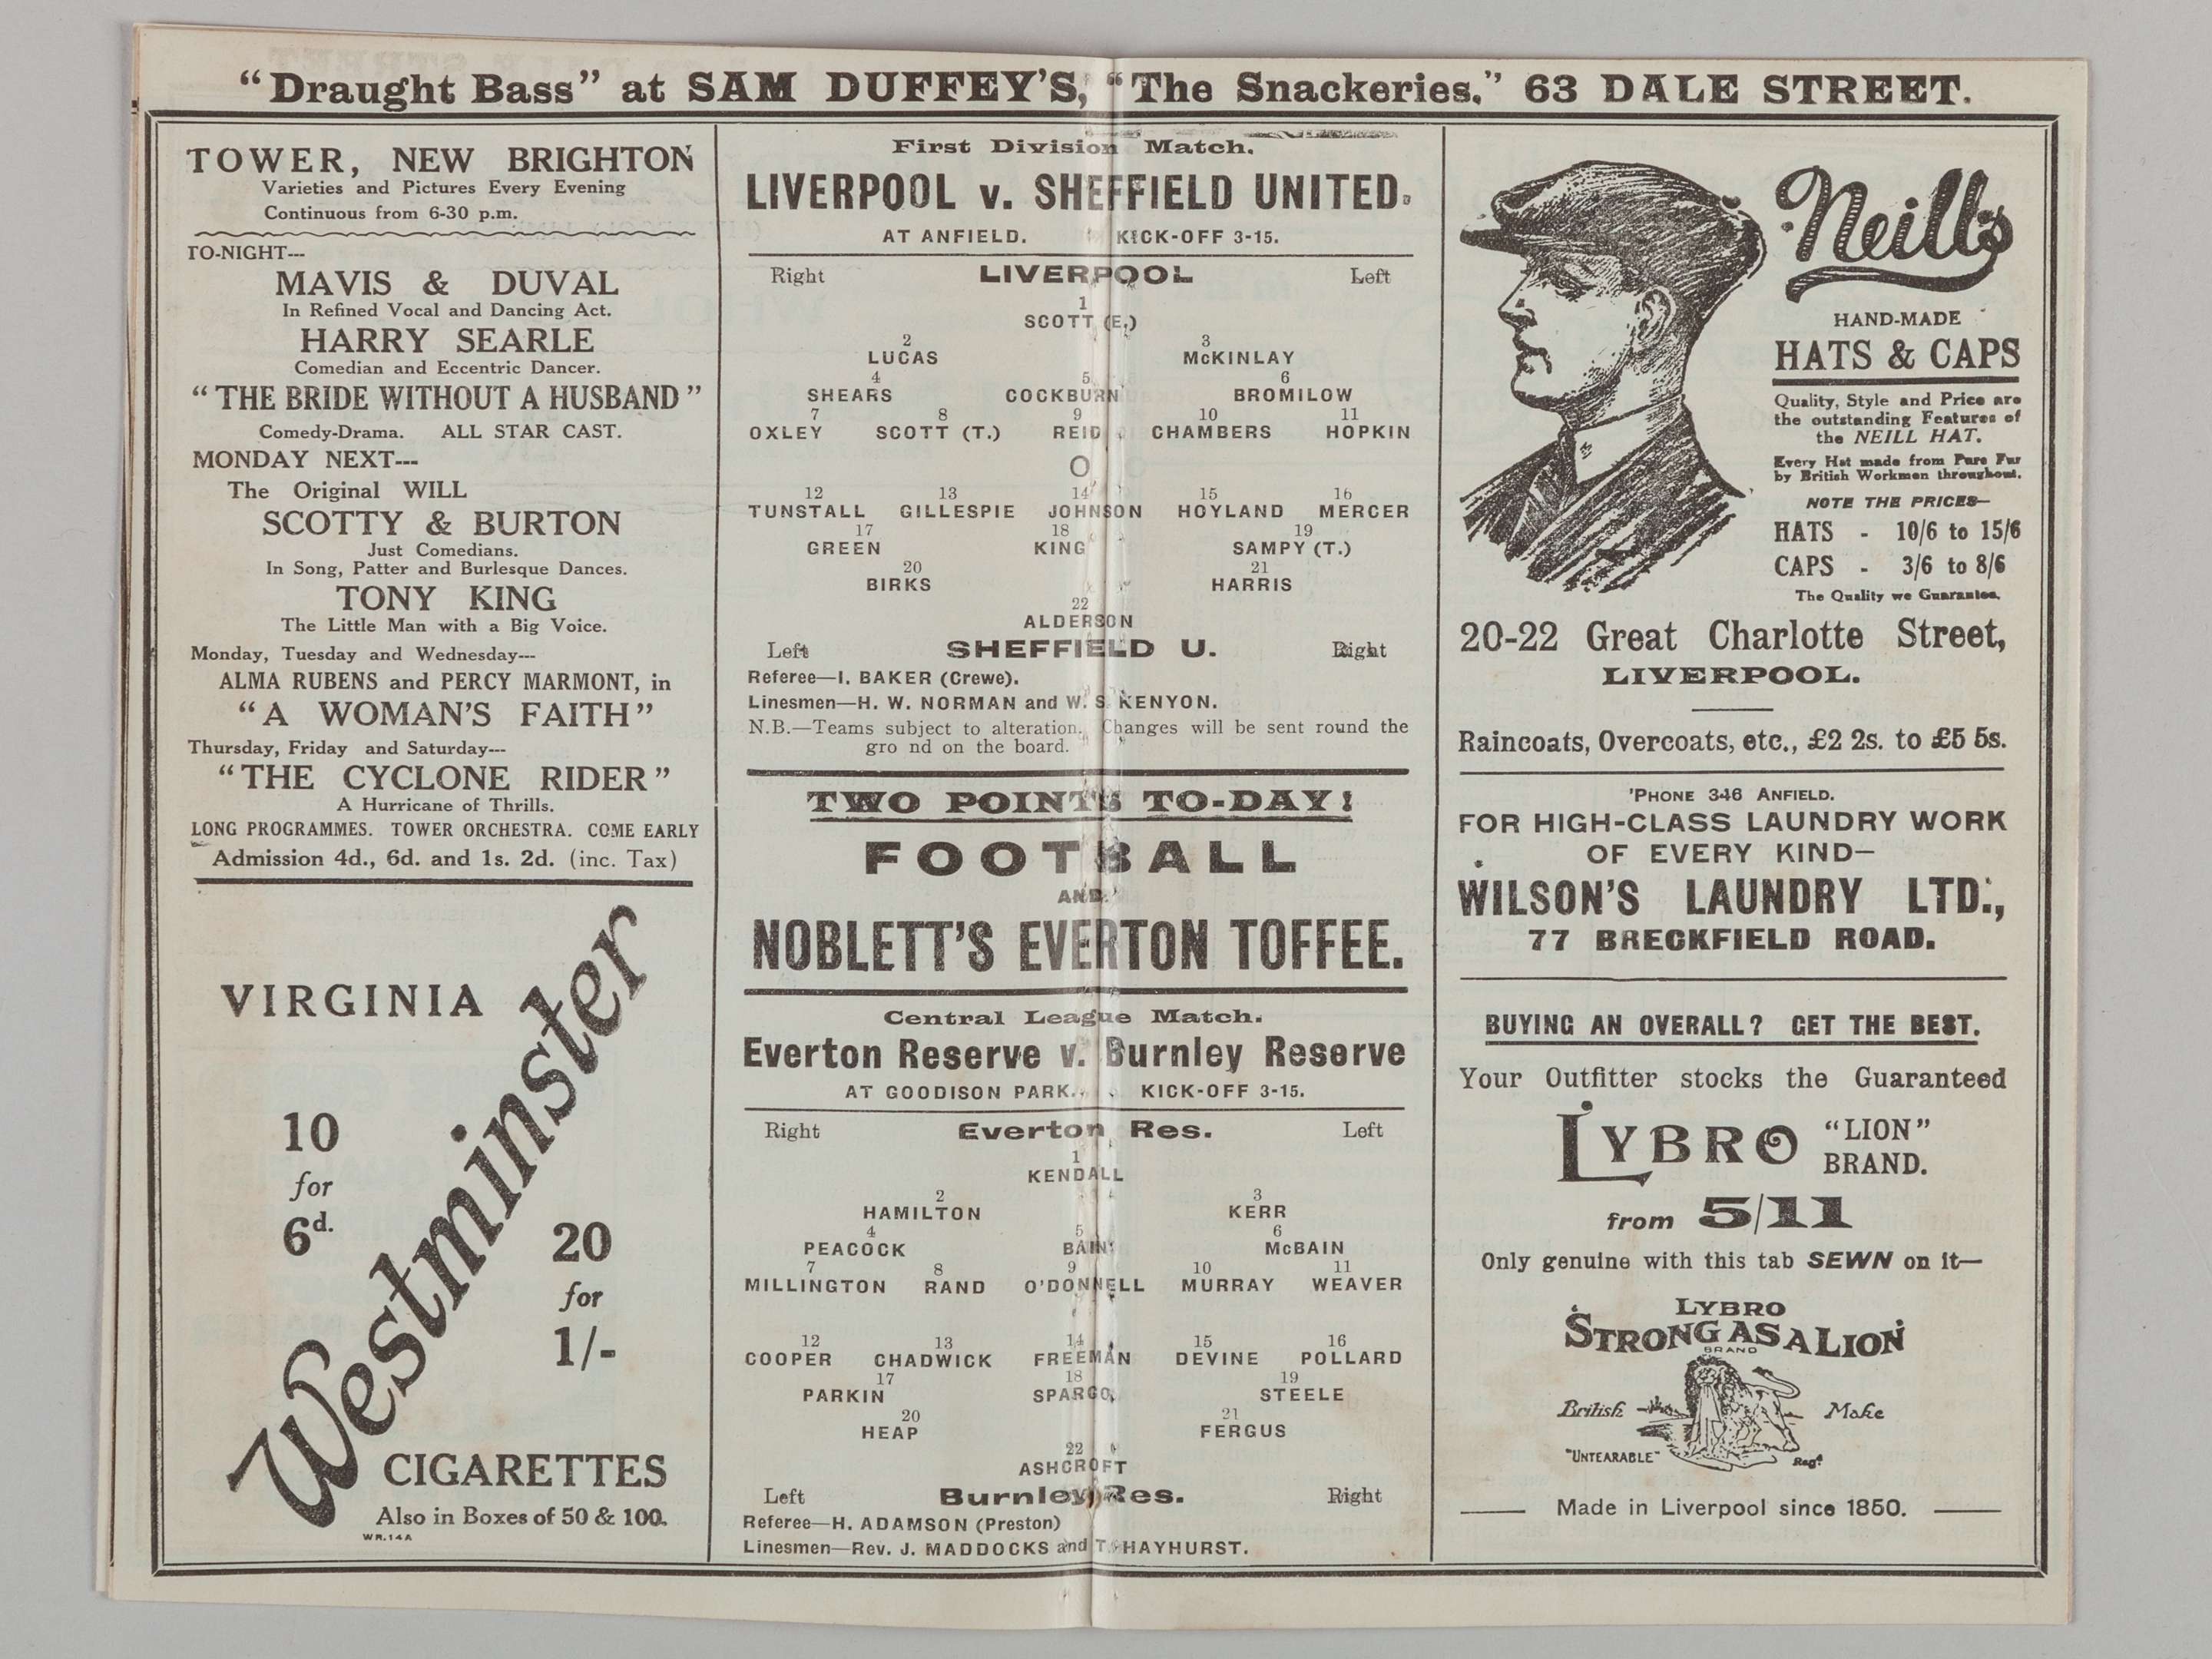 "Draught Bass" at SAM DUFFEY'S, "The Snackeries." 63 DALE STREET.
TOWER, NEW BRIGHTON
Varieties and Pictures Every Evening
Continuous from 6-30 p.m.
TO-NIGHT---
MAVIS & DUVAL
In Refined Vocal and Dancing Act.
HARRY SEARLE
Comedian and Eccentric Dancer.
"THE BRIDE WITHOUT A HUSBAND"
Comedy-Drama. ALL STAR CAST.
MONDAY NEXT---
The Original WILL
SCOTTY & BURTON
Just Comedians.
In Song, Patter and Burlesque Dances.
TONY KING
The Little Man with a Big Voice.
Monday, Tuesday and Wednesday---
ALMA RUBENS and PERCY MARMONT, in
"A WOMAN'S FAITH"
Thursday, Friday and Saturday---
"THE CYCLONE RIDER"
A Hurricane of Thrills.
LONG PROGRAMMES. TOWER ORCHESTRA. COME EARLY
Admission 4d., 6d. and 1s. 2d. (inc. Tax)
VIRGINIA
Westminster
10
for
6d.
20
for
1/-
CIGARETTES
Also in Boxes of 50 & 100.
WR.14A
First Division Match.
LIVERPOOL v. SHEFFIELD UNITED.
AT ANFIELD. KICK-OFF 3-15.
Right LIVERPOOL Left
1
SCOTT (E.)
2 3
LUCAS McKINLAY
4 5 6
SHEARS COCKBURN BROMILOW
7 8 9 10 11
OXLEY SCOTT (T.) REID CHAMBERS HOPKIN
O
12 13 14 15 16
TUNSTALL GILLESPIE JOHNSON HOYLAND MERCER
17 18 19
GREEN KING SAMPY (T.)
20 21
BIRKS HARRIS
22
ALDERSON
Left SHEFFIELD U. Right
Referee—I. BAKER (Crewe).
Linesmen—H. W. NORMAN and W. S. KENYON.
N.B.—Teams subject to alteration. Changes will be sent round the
gro nd on the board.
TWO POINTS TO-DAY!
FOOTBALL
AND
NOBLETT'S EVERTON TOFFEE.
Central League Match.
Everton Reserve v. Burnley Reserve
AT GOODISON PARK. KICK-OFF 3-15.
Right Everton Res. Left
1
KENDALL
2 3
HAMILTON KERR
4 5 6
PEACOCK BAIN McBAIN
7 8 9 10 11
MILLINGTON RAND O'DONNELL MURRAY WEAVER
12 13 14 15 16
COOPER CHADWICK FREEMAN DEVINE POLLARD
17 18 19
PARKIN SPARGO STEELE
20 21
HEAP FERGUS
22
ASHCROFT
Left Burnley Res. Right
Referee—H. ADAMSON (Preston)
Linesmen—Rev. J. MADDOCKS and T. HAYHURST.
Neill's
HAND-MADE
HATS & CAPS
Quality, Style and Price are
the outstanding Features of
the NEILL HAT.
Every Hat made from Pure Fur
by British Workmen throughout.
NOTE THE PRICES—
HATS - 10/6 to 15/6
CAPS - 3/6 to 8/6
The Quality we Guarantee.
20-22 Great Charlotte Street,
LIVERPOOL.
Raincoats, Overcoats, etc., £2 2s. to £5 5s.
'PHONE 346 ANFIELD.
FOR HIGH-CLASS LAUNDRY WORK
OF EVERY KIND—
WILSON'S LAUNDRY LTD.,
77 BRECKFIELD ROAD.
BUYING AN OVERALL? GET THE BEST.
Your Outfitter stocks the Guaranteed
LYBRO "LION"
BRAND.
from 5/11
Only genuine with this tab SEWN on it—
LYBRO
STRONG AS A LION
BRAND
British Make
"UNTEARABLE" Regd
Made in Liverpool since 1850.